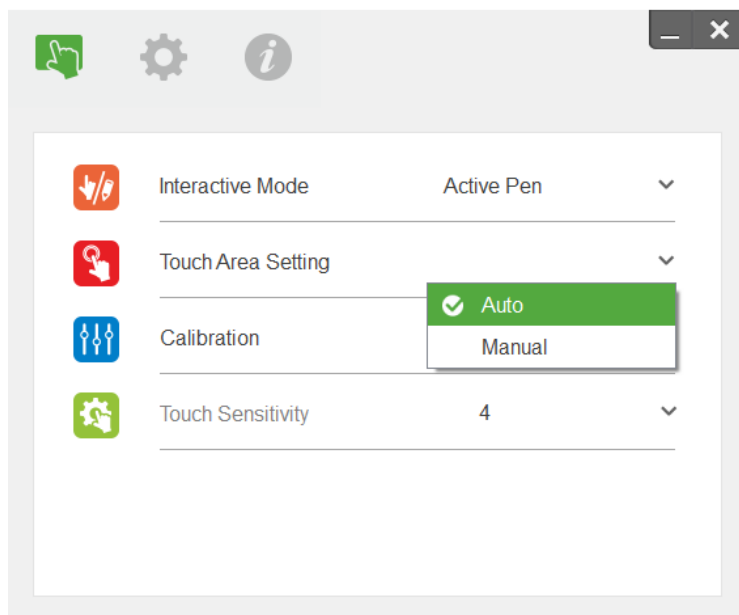 Interactive Mode Active Pen
Touch Area Setting
Auto
Calibration
Manual
Touch Sensitivity 4